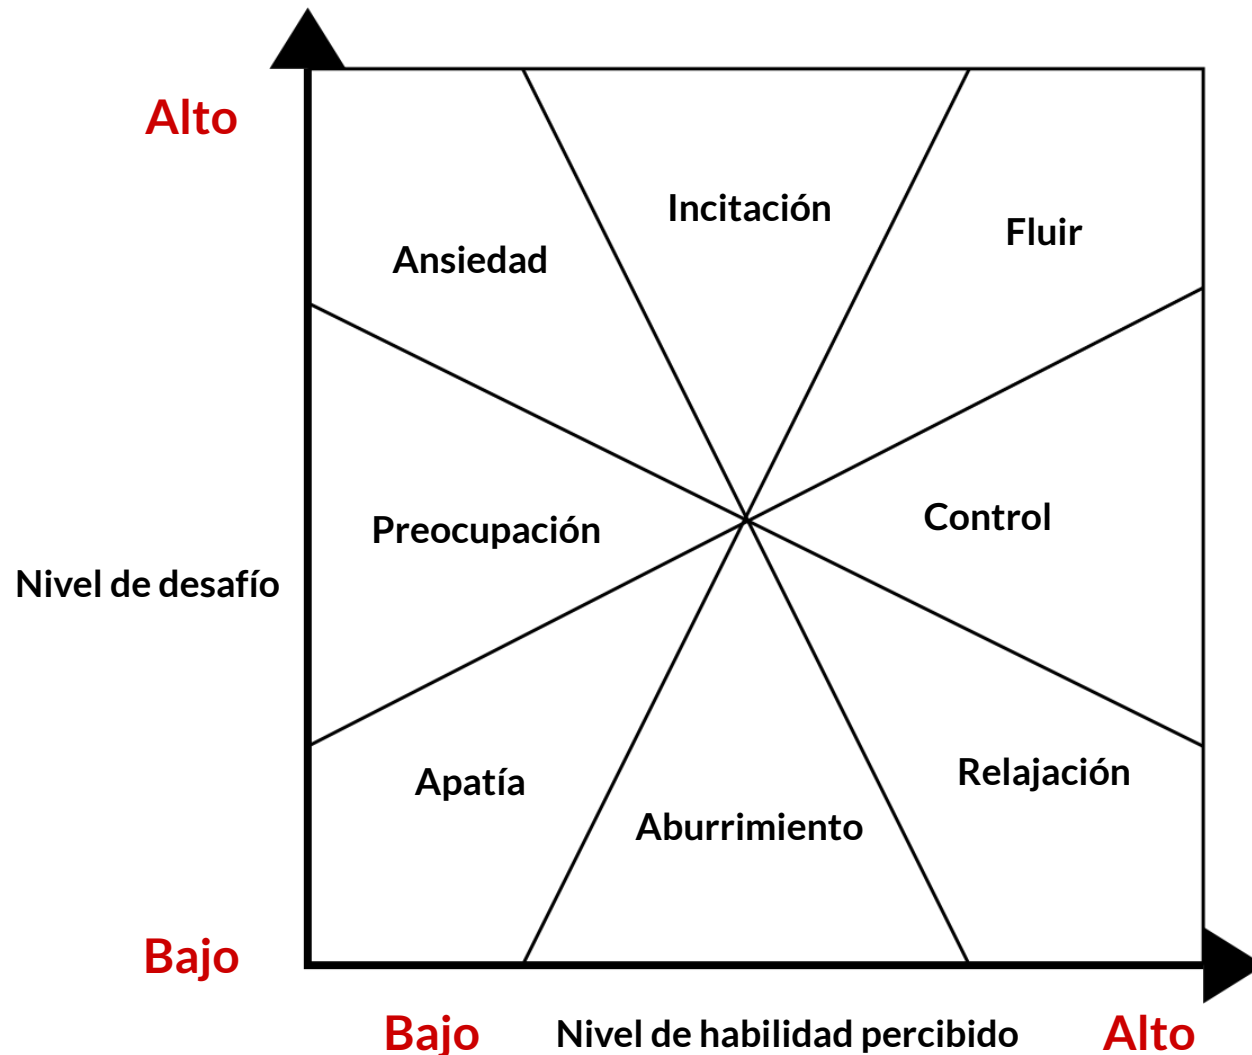 Alto
Incitación
Fluir
Ansiedad
Control
Preocupación
Nivel de desafío
Relajación
Apatía
Aburrimiento
Bajo
Bajo
Nivel de habilidad percibido
Alto